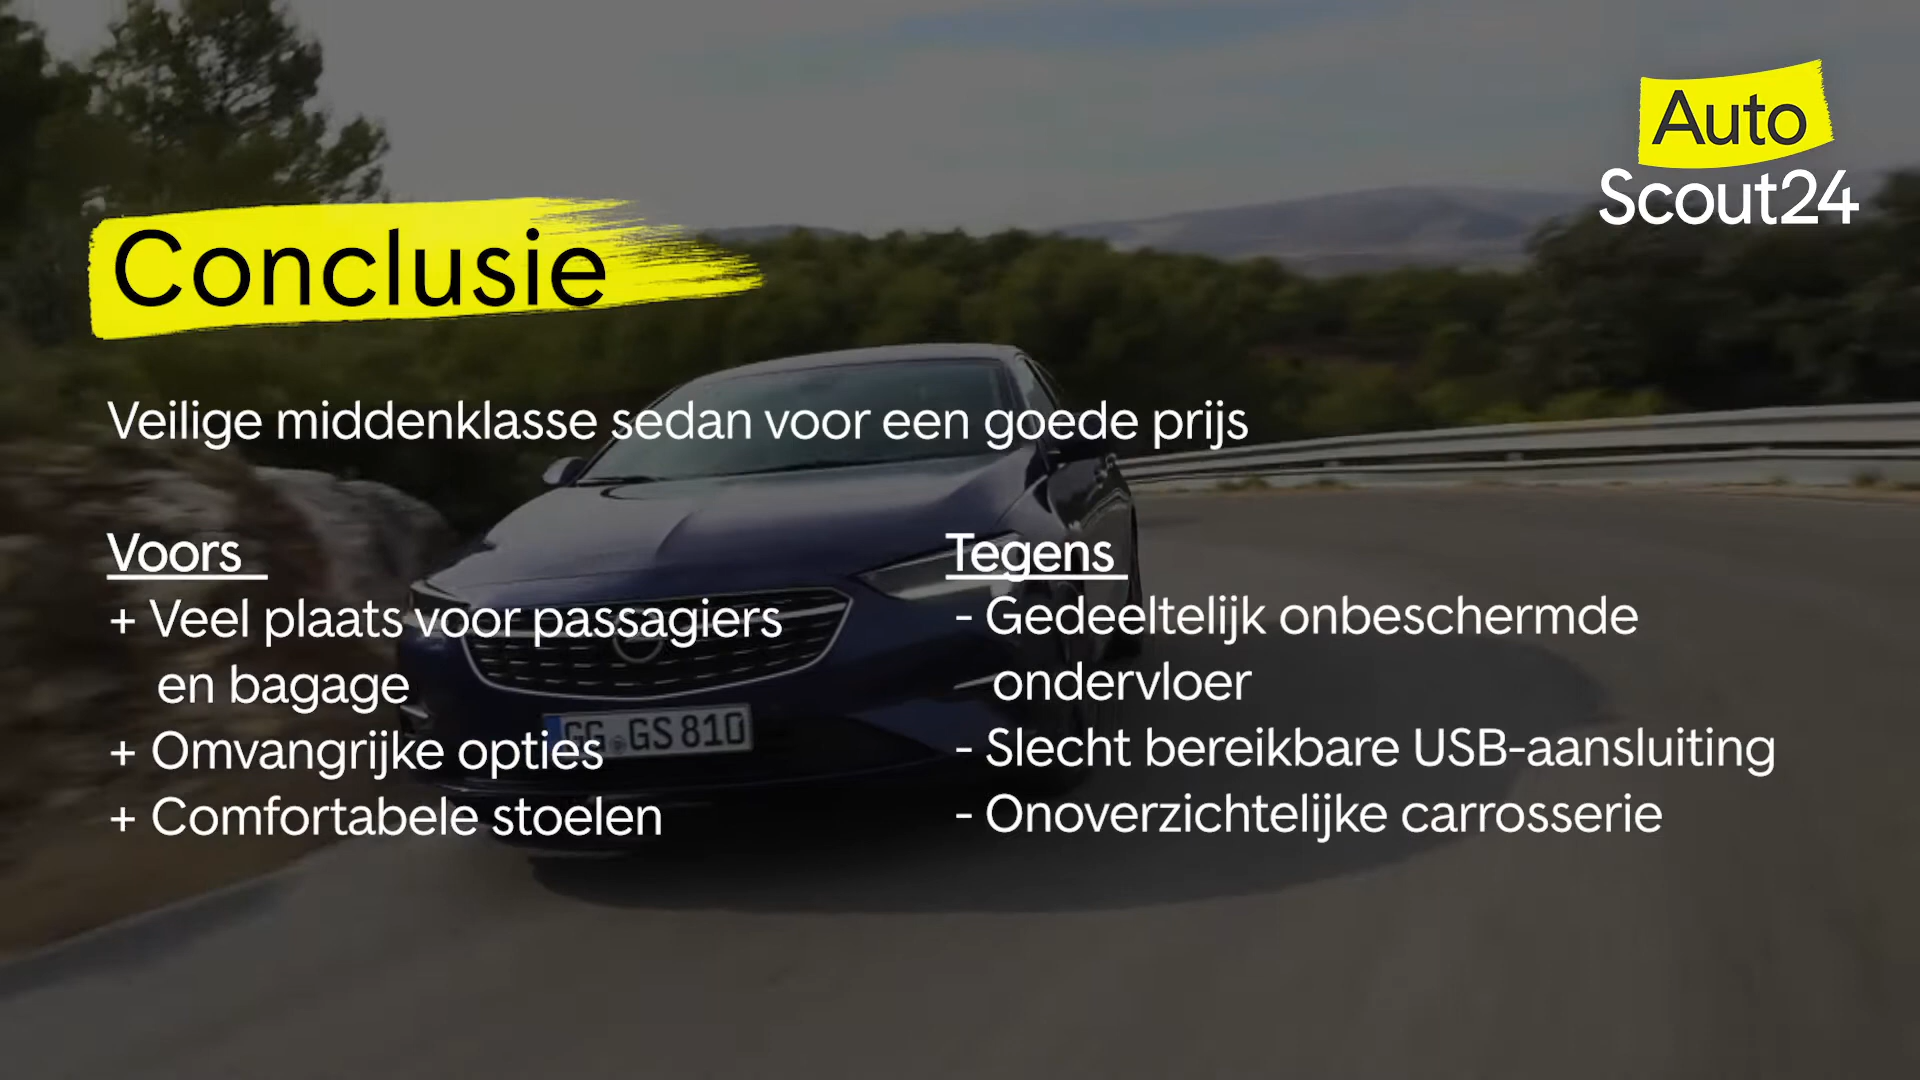 Auto
Scout24
Conclusie
Veilige middenklasse sedan voor een goede prijs
Voors
+ Veel plaats voor passagiers
en bagage
+ Omvangrijke opties
+ Comfortabele stoelen
Tegens
- Gedeeltelijk onbeschermde
ondervloer
- Slecht bereikbare USB-aansluiting
- Onoverzichtelijke carrosserie
GG GS 810